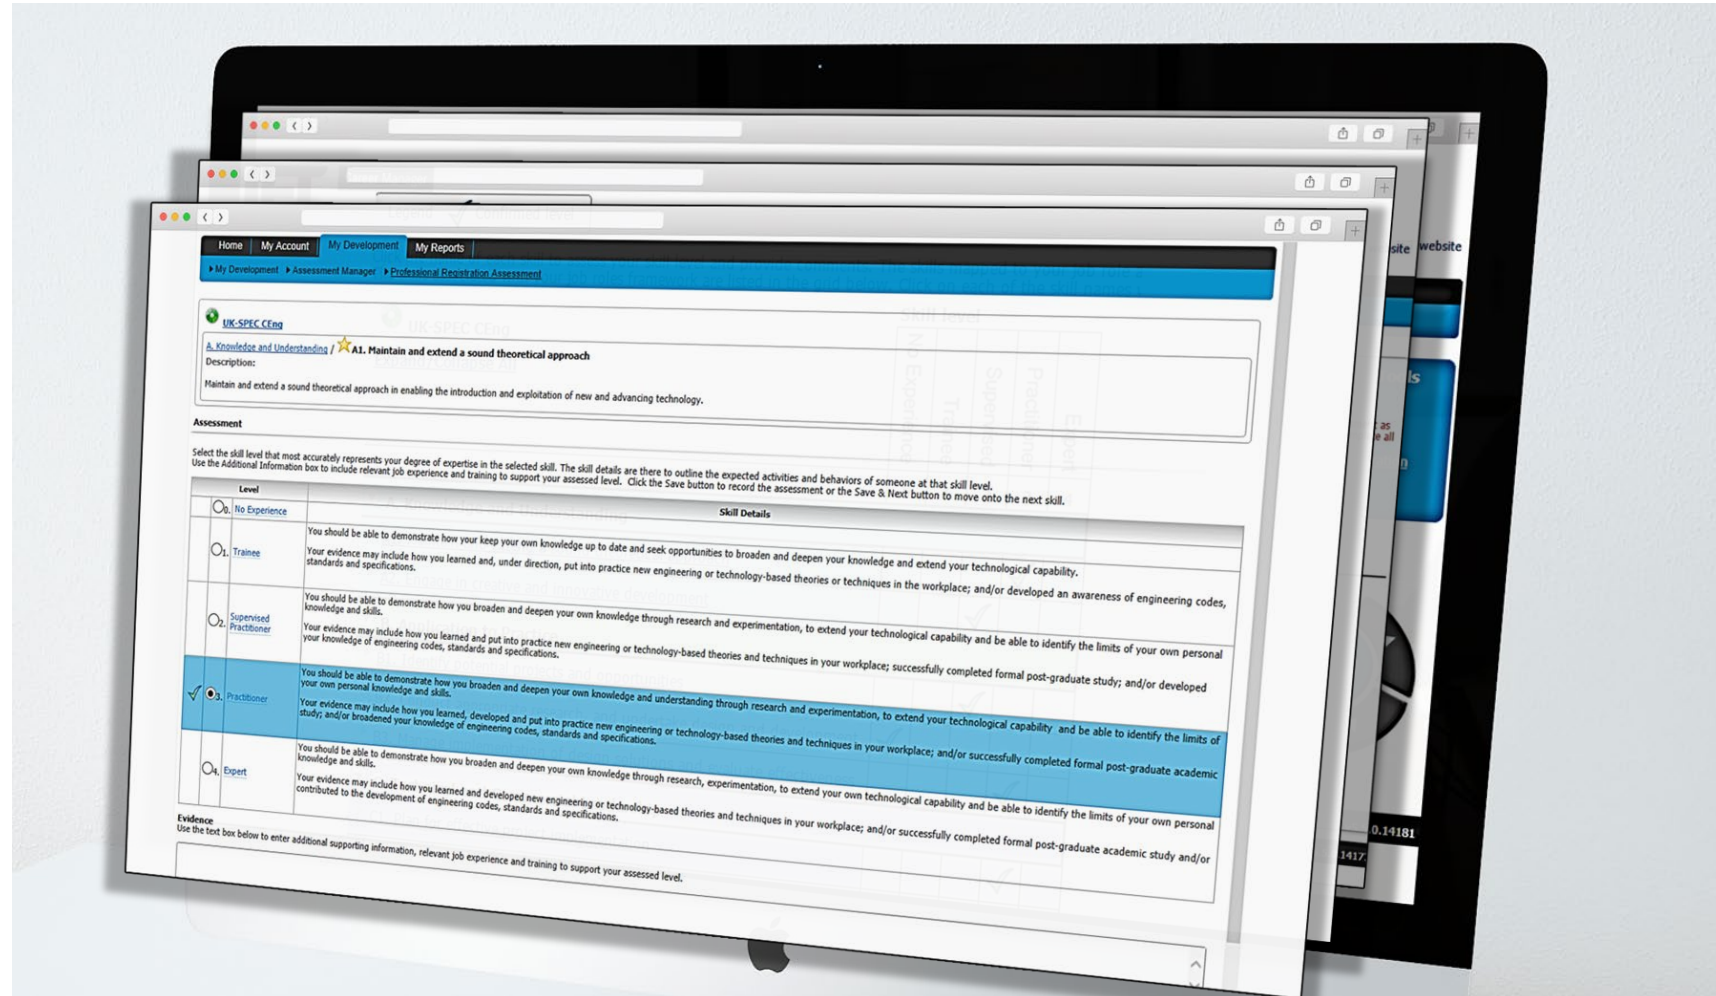 Home My Account My Development My Reports
My Development Assessment Manager Professional Registration Assessment
site website
UK-SPEC CEng
A. Knowledge and Understanding / A1. Maintain and extend a sound theoretical approach
Description:
Maintain and extend a sound theoretical approach in enabling the introduction and exploitation of new and advancing technology.
Assessment
Select the skill level that most accurately represents your degree of expertise in the selected skill. The skill details are there to outline the expected activities and behaviors of someone at that skill level.
Use the Additional Information box to include relevant job experience and training to support your assessed level. Click the Save button to record the assessment or the Save & Next button to move onto the next skill.
Level Skill Details
0. No Experience
1. Trainee
You should be able to demonstrate how your keep your own knowledge up to date and seek opportunities to broaden and deepen your knowledge and extend your technological capability.
Your evidence may include how you learned and, under direction, put into practice new engineering or technology-based theories or techniques in the workplace; and/or developed an awareness of engineering codes,
standards and specifications.
2. Supervised
Practitioner
You should be able to demonstrate how you broaden and deepen your own knowledge through research and experimentation, to extend your technological capability and be able to identify the limits of your own personal
knowledge and skills.
Your evidence may include how you learned and put into practice new engineering or technology-based theories and techniques in your workplace; successfully completed formal post-graduate study; and/or developed
your knowledge of engineering codes, standards and specifications.
3. Practitioner
You should be able to demonstrate how you broaden and deepen your own knowledge and understanding through research and experimentation, to extend your technological capability and be able to identify the limits of
your own personal knowledge and skills.
Your evidence may include how you learned, developed and put into practice new engineering or technology-based theories and techniques in your workplace; and/or successfully completed formal post-graduate academic
study; and/or broadened your knowledge of engineering codes, standards and specifications.
4. Expert
You should be able to demonstrate how you broaden and deepen your own knowledge through research, experimentation, to extend your own technological capability and be able to identify the limits of your own personal
knowledge and skills.
Your evidence may include how you learned and developed new engineering or technology-based theories and techniques in your workplace; and/or successfully completed formal post-graduate academic study and/or
contributed to the development of engineering codes, standards and specifications.
Evidence
Use the text box below to enter additional supporting information, relevant job experience and training to support your assessed level.
0.14181